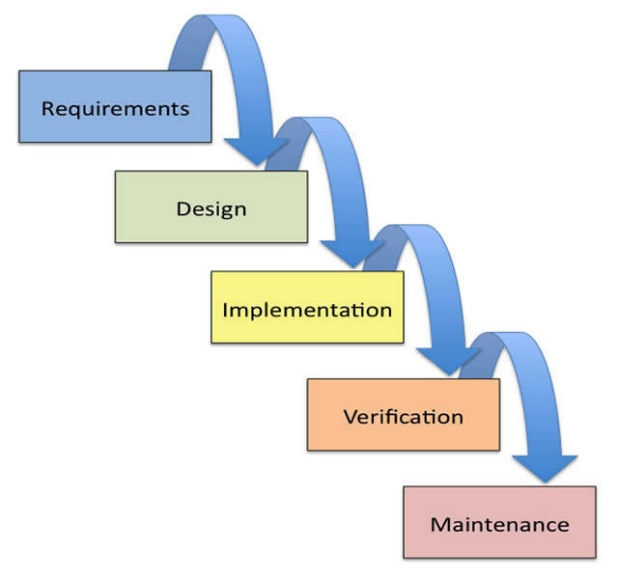 Requirements
Design
Implementation
Verification
Maintenance